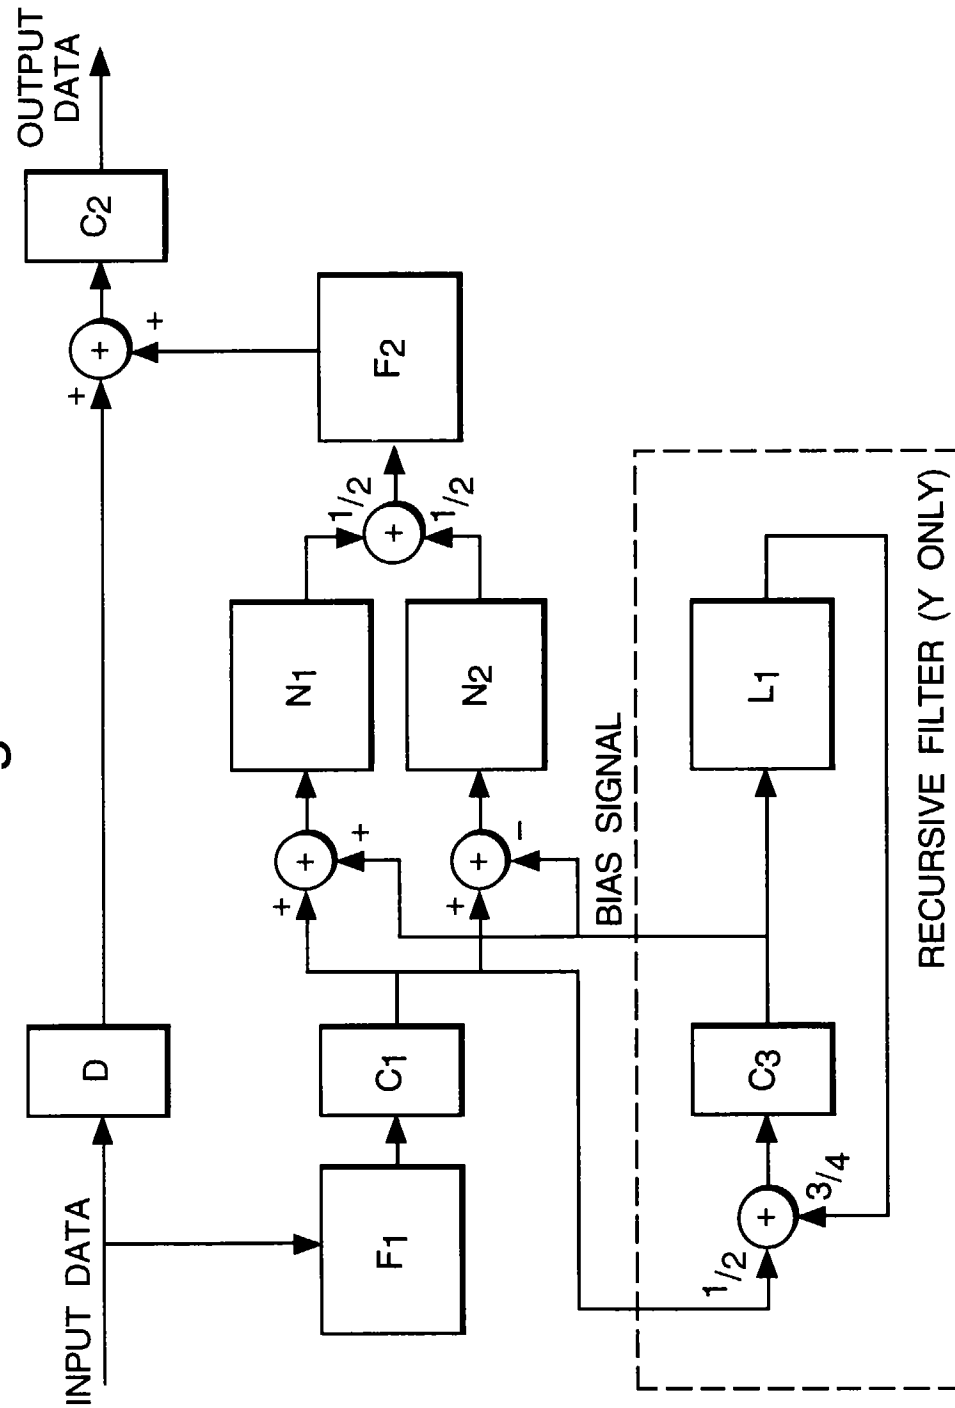 OUTPUT
DATA
C2
+
+
+
D
INPUT DATA
F2
1/2
+
1/2
N1
N2
+
+
+
+
+
−
C1
F1
BIAS SIGNAL
L1
C3
3/4
+
1/2
RECURSIVE FILTER (Y ONLY)